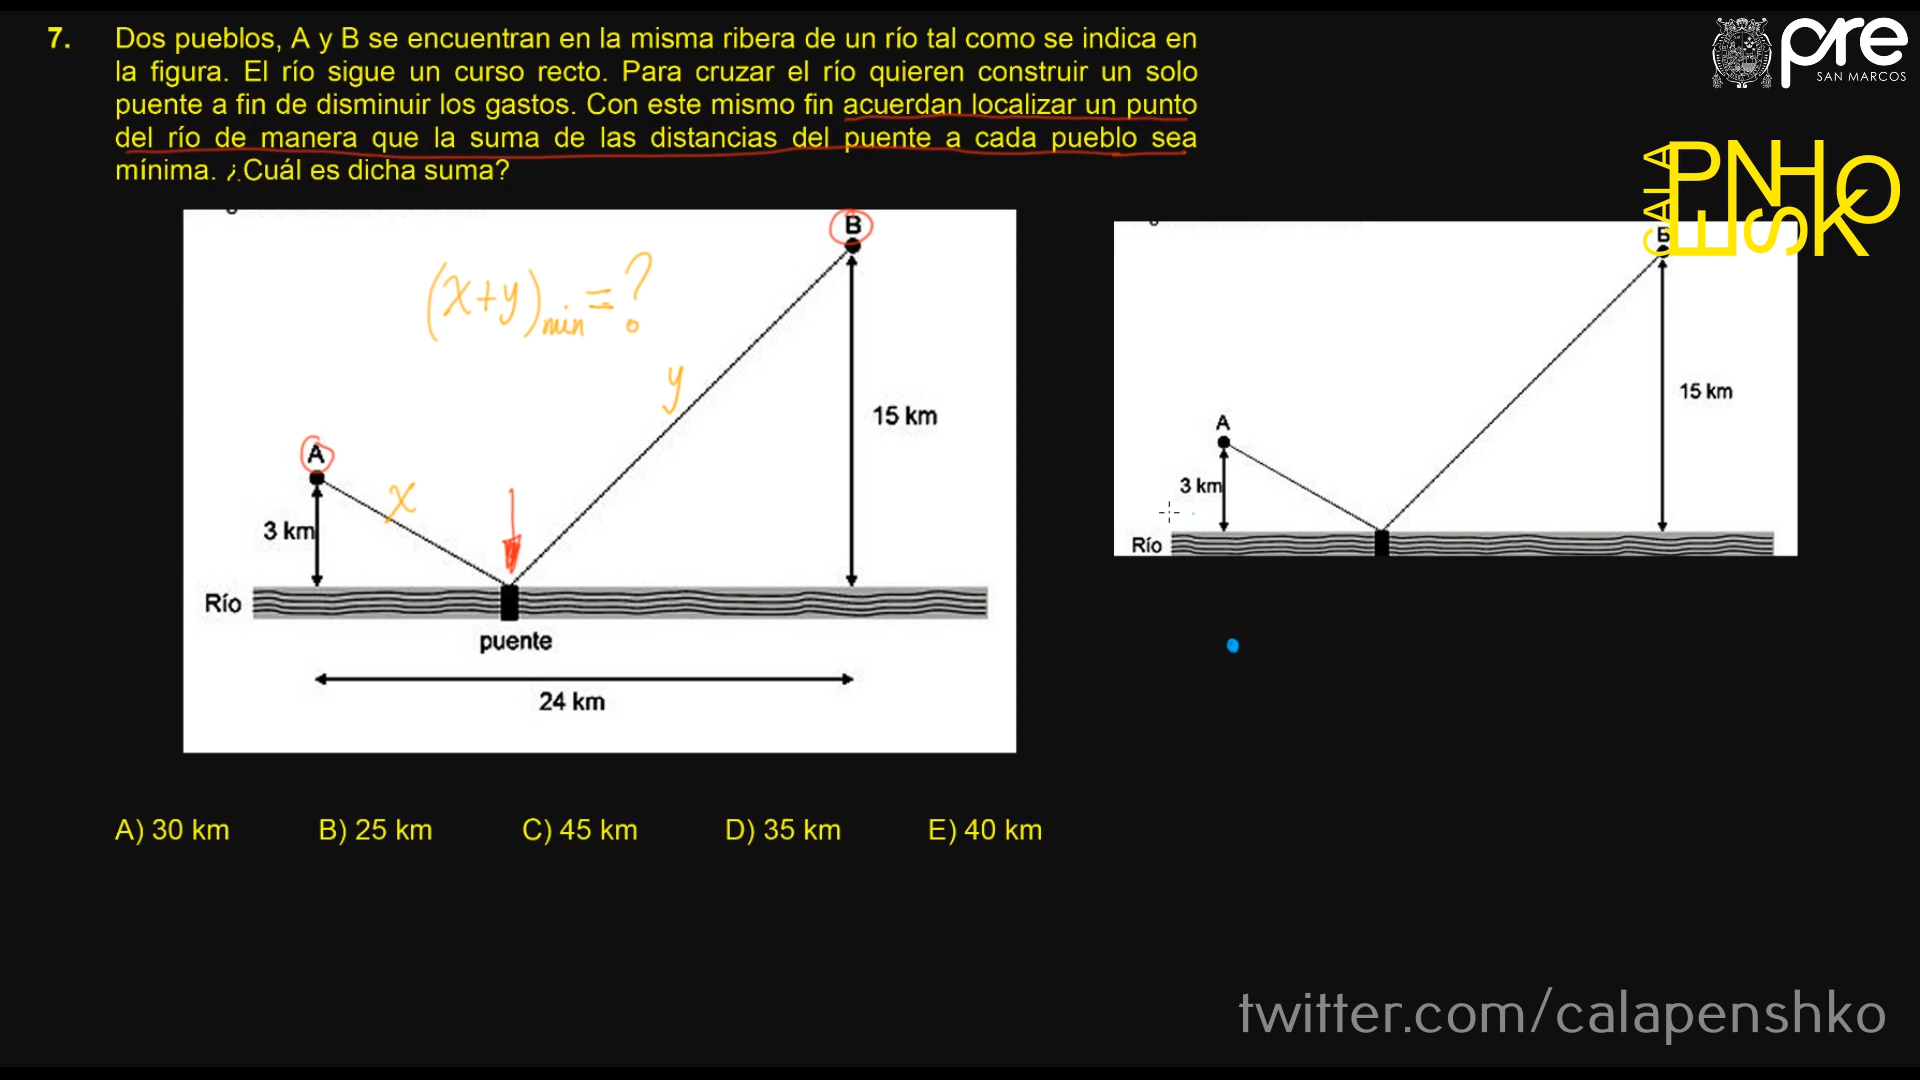 7. Dos pueblos, A y B se encuentran en la misma ribera de un río tal como se indica en
la figura. El río sigue un curso recto. Para cruzar el río quieren construir un solo
puente a fin de disminuir los gastos. Con este mismo fin acuerdan localizar un punto
del río de manera que la suma de las distancias del puente a cada pueblo sea
mínima. ¿Cuál es dicha suma?
pre
SAN MARCOS
CALA
PENSHKO
B
(x+y)min=?
y
15 km
A
x
3 km
Río
puente
24 km
B
15 km
A
3 km
Río
A) 30 km B) 25 km C) 45 km D) 35 km E) 40 km
twitter.com/calapenshko